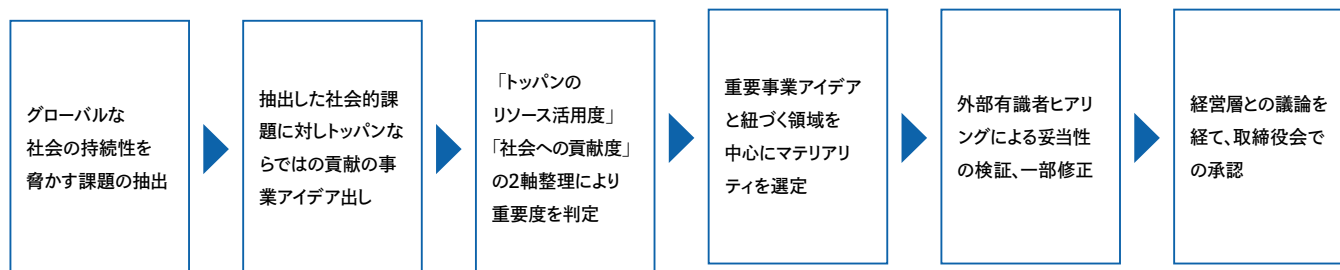 グローバルな
社会の持続性を
脅かす課題の抽出
抽出した社会的課
題に対しトッパンな
らではの貢献の事
業アイデア出し
「トッパンの
リソース活用度」
「社会への貢献度」
の2軸整理により
重要度を判定
重要事業アイデア
と紐づく領域を
中心にマテリアリ
ティを選定
外部有識者ヒアリ
ングによる妥当性
の検証、一部修正
経営層との議論を
経て、取締役会で
の承認